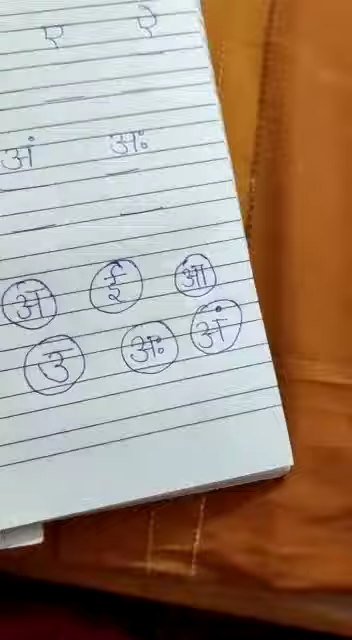 ए ऐ
अं अः
अ ई आ
उ अः अं